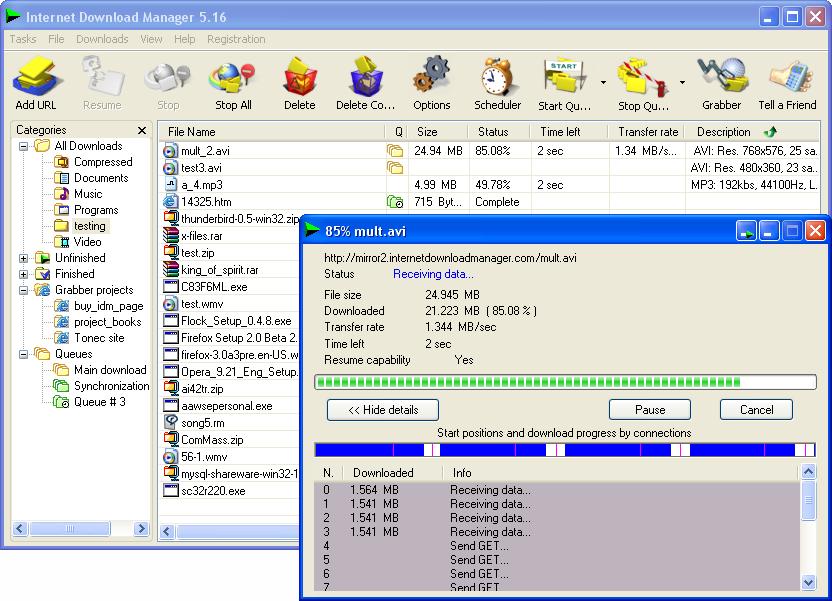 Internet Download Manager 5.16
Tasks File Downloads View Help Registration
Add URL Resume Stop Stop All Delete Delete Co... Options Scheduler Start Qu... Stop Qu... Grabber Tell a Friend
START
Categories
All Downloads
Compressed
Documents
Music
Programs
testing
Video
Unfinished
Finished
Grabber projects
buy_idm_page
project_books
Tonec site
Queues
Main download
Synchronization
Queue # 3
File Name Q Size Status Time left Transfer rate Description
mult_2.avi 24.94 MB 85.08% 2 sec 1.34 MB/s... AVI: Res. 768x576, 25 sa..
test3.avi AVI: Res. 480x360, 23 sa..
a_4.mp3 4.99 MB 49.78% 2 sec MP3: 192kbs, 44100Hz, L.
14325.htm 715 Byt... Complete
thunderbird-0.5-win32.zip
x-files.rar
test.zip
king_of_spirit.rar
C83F6ML.exe
test.wmv
Flock_Setup_0.4.8.exe
Firefox Setup 2.0 Beta 2.
firefox-3.0a3pre.en-US.w
Opera_9.21_Eng_Setup.
ai42tr.zip
aawsepersonal.exe
song5.rm
ComMass.zip
56-1.wmv
mysql-shareware-win32-1
sc32r220.exe
85% mult.avi
http://mirror2.internetdownloadmanager.com/mult.avi
Status Receiving data...
File size 24.945 MB
Downloaded 21.223 MB ( 85.08 % )
Transfer rate 1.344 MB/sec
Time left 2 sec
Resume capability Yes
<< Hide details Pause Cancel
Start positions and download progress by connections
N. Downloaded Info
0 1.564 MB Receiving data...
1 1.541 MB Receiving data...
2 1.541 MB Receiving data...
3 1.541 MB Receiving data...
4 Send GET...
5 Send GET...
6 Send GET...
7 Send GET...